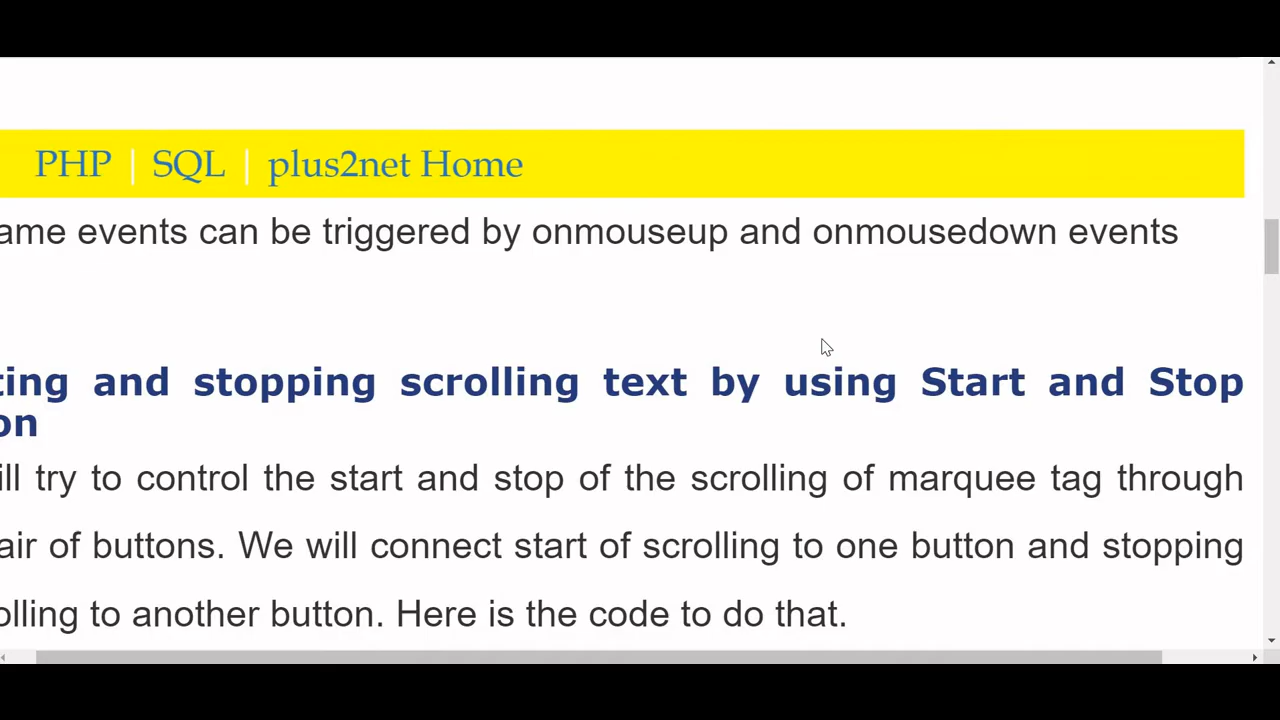 PHP | SQL | plus2net Home
ame events can be triggered by onmouseup and onmousedown events
ting and stopping scrolling text by using Start and Stop
on
ill try to control the start and stop of the scrolling of marquee tag through
air of buttons. We will connect start of scrolling to one button and stopping
olling to another button. Here is the code to do that.